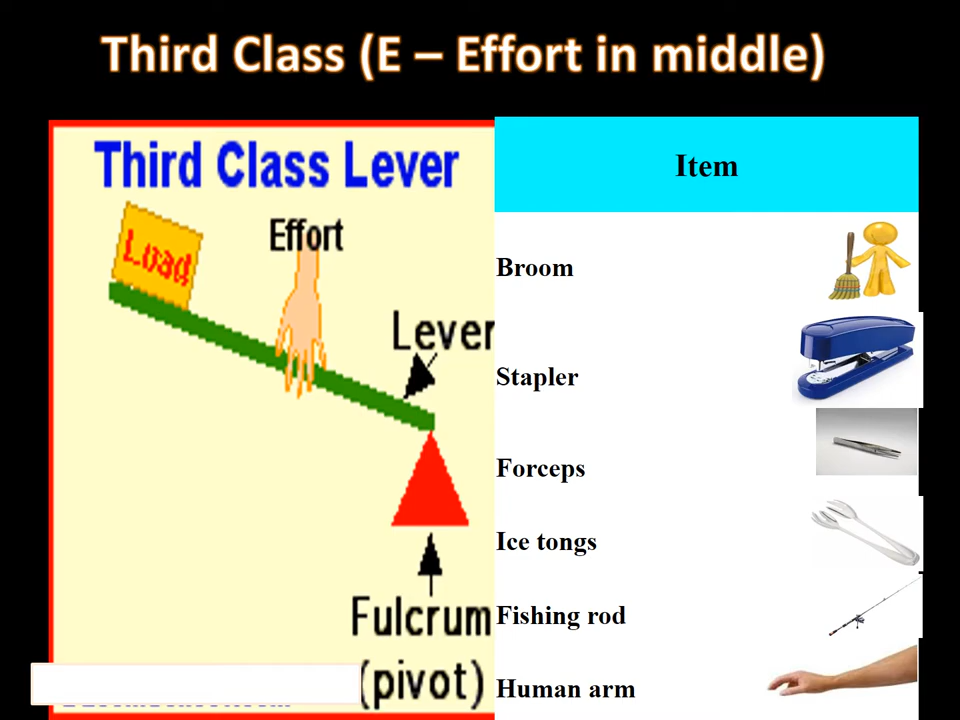 Third Class (E – Effort in middle)
Third Class Lever
Load
Effort
Lever
Fulcrum
(pivot)
Item
Broom
Stapler
Forceps
Ice tongs
Fishing rod
Human arm